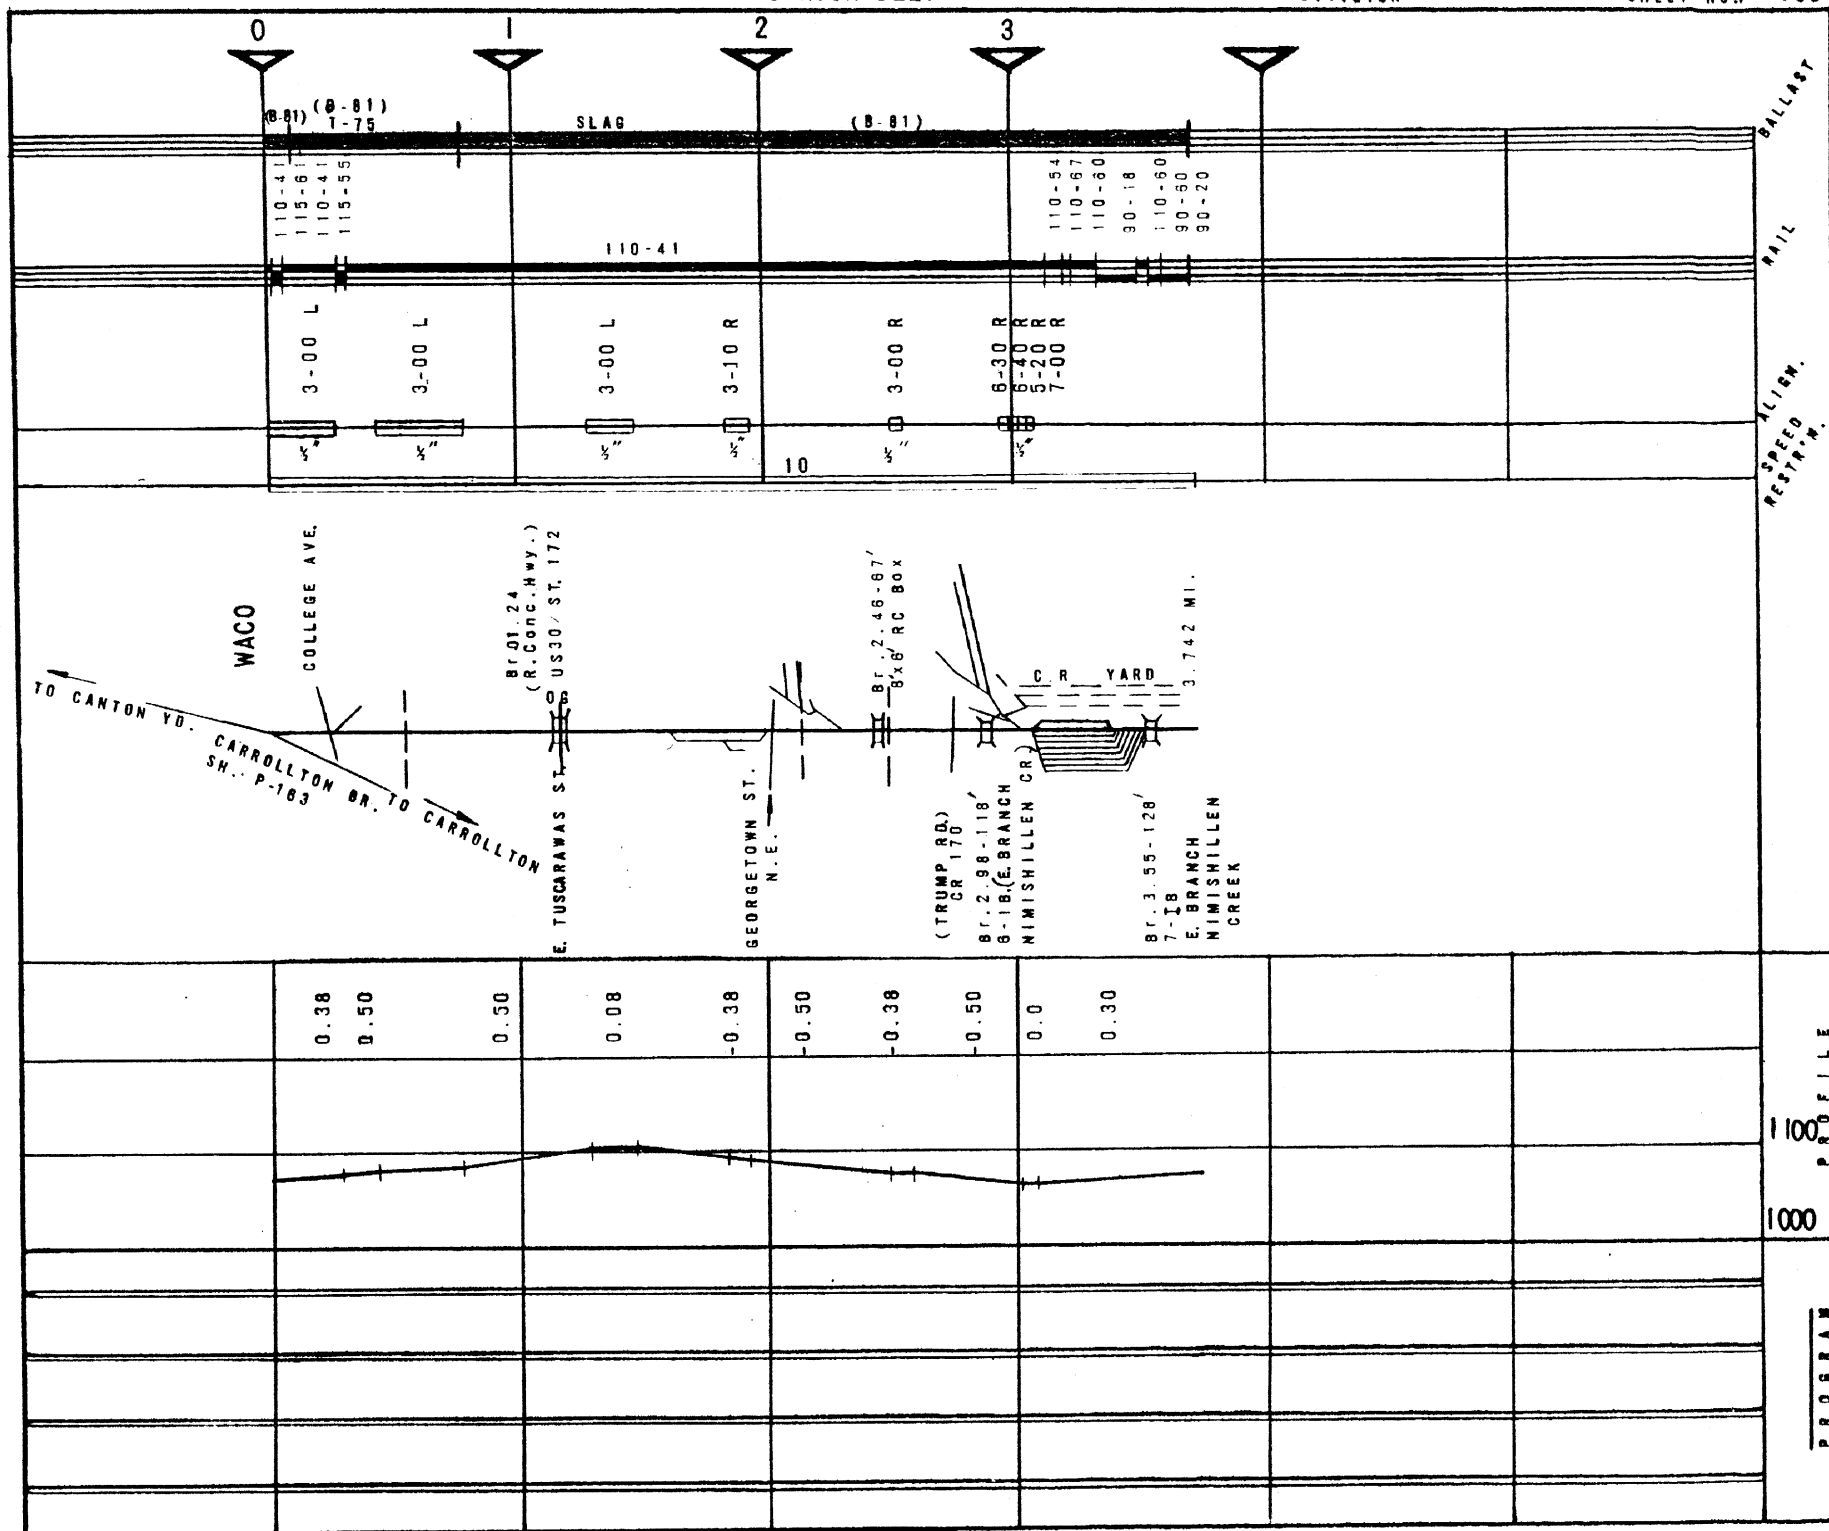 0 1 2 3
BALLAST
(B-81)
(B-81)
T-75
SLAG
(B-81)
110-41
115-61
110-41
115-55
110-54
110-67
110-60
90-18
110-60
90-60
90-20
RAIL
110-41
3-00 L
3-00 L
3-00 L
3-10 R
3-00 R
6-30 R
6-40 R
5-20 R
7-00 R
ALIGN.
½"
½"
½"
½"
½"
½"
SPEED
RESTR'N.
10
WACO
COLLEGE AVE.
Br 01.24
(R.Conc.Hwy.)
US30/ST. 172
OG
Br.2.46-67'
8'x6' RC BOX
C R YARD
3.742 MI.
TO CANTON YD.
CARROLLTON BR.
SH. P-163
TO CARROLLTON
E. TUSCARAWAS ST.
GEORGETOWN ST.
N.E.
(TRUMP RD.)
CR 170
Br.2.98-118'
6-IB.(E.BRANCH
NIMISHILLEN CR)
Br.3.55-128'
7-IB
E. BRANCH
NIMISHILLEN
CREEK
0.38
0.50
0.50
0.08
-0.38
-0.50
-0.38
-0.50
0.0
0.30
PROFILE
1100
1000
PROGRAM